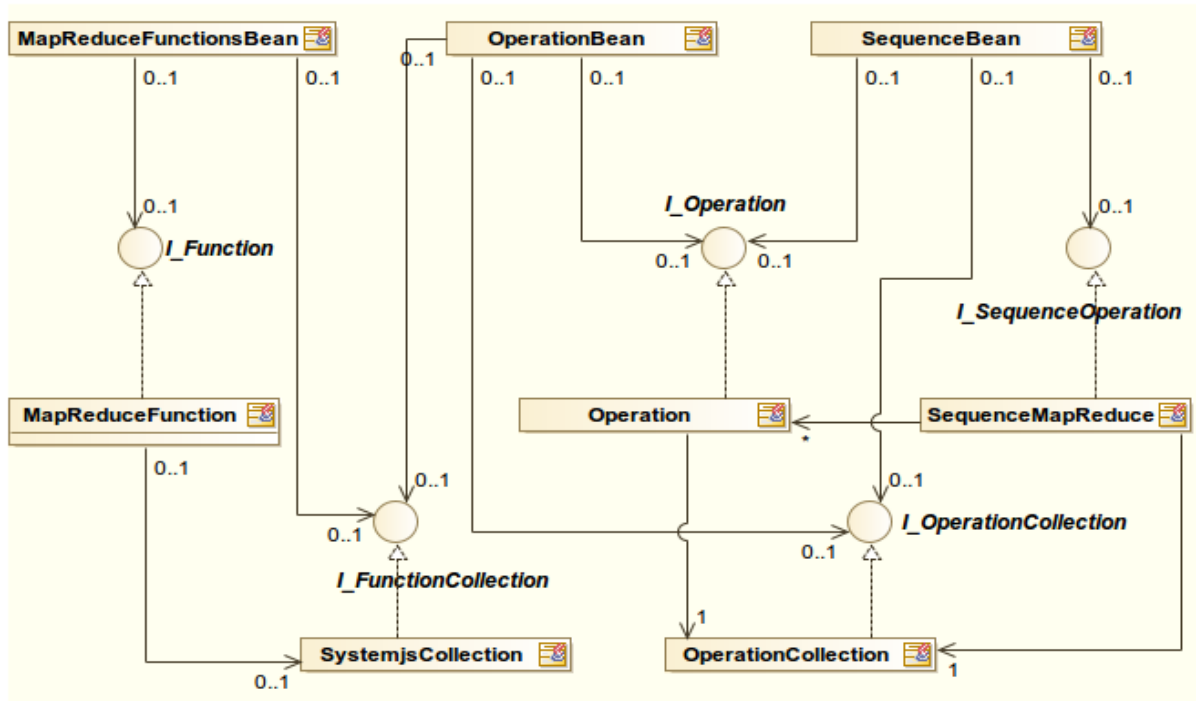 MapReduceFunctionsBean
OperationBean
SequenceBean
0..1
0..1
0..1
0..1
0..1
0..1
0..1
0..1
0..1
I_Operation
0..1
I_Function
0..1
0..1
I_SequenceOperation
MapReduceFunction
Operation
SequenceMapReduce
*
0..1
0..1
0..1
0..1
I_OperationCollection
0..1
I_FunctionCollection
1
SystemjsCollection
OperationCollection
0..1
1